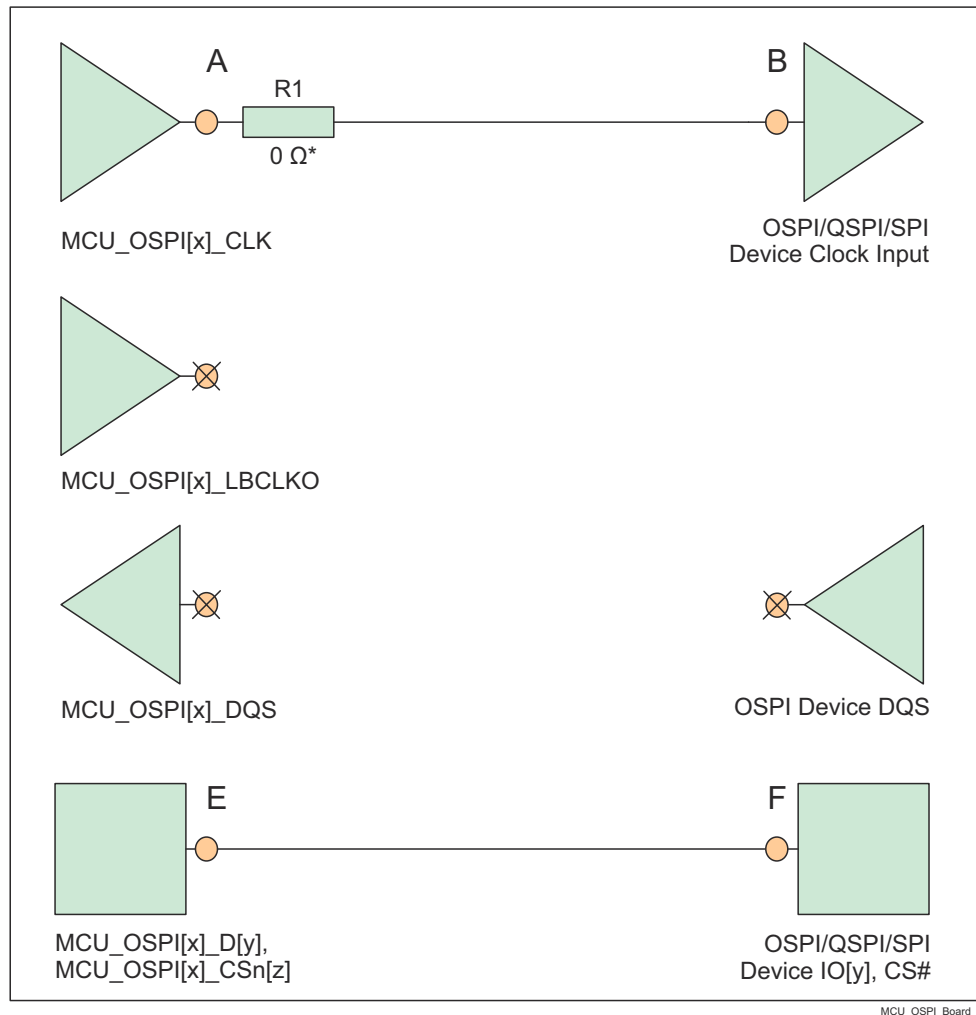 A
B
R1
0 Ω*
MCU_OSPI[x]_CLK
OSPI/QSPI/SPI
Device Clock Input
MCU_OSPI[x]_LBCLKO
MCU_OSPI[x]_DQS
OSPI Device DQS
E
F
MCU_OSPI[x]_D[y],
MCU_OSPI[x]_CSn[z]
OSPI/QSPI/SPI
Device IO[y], CS#
MCU_OSPI_Board